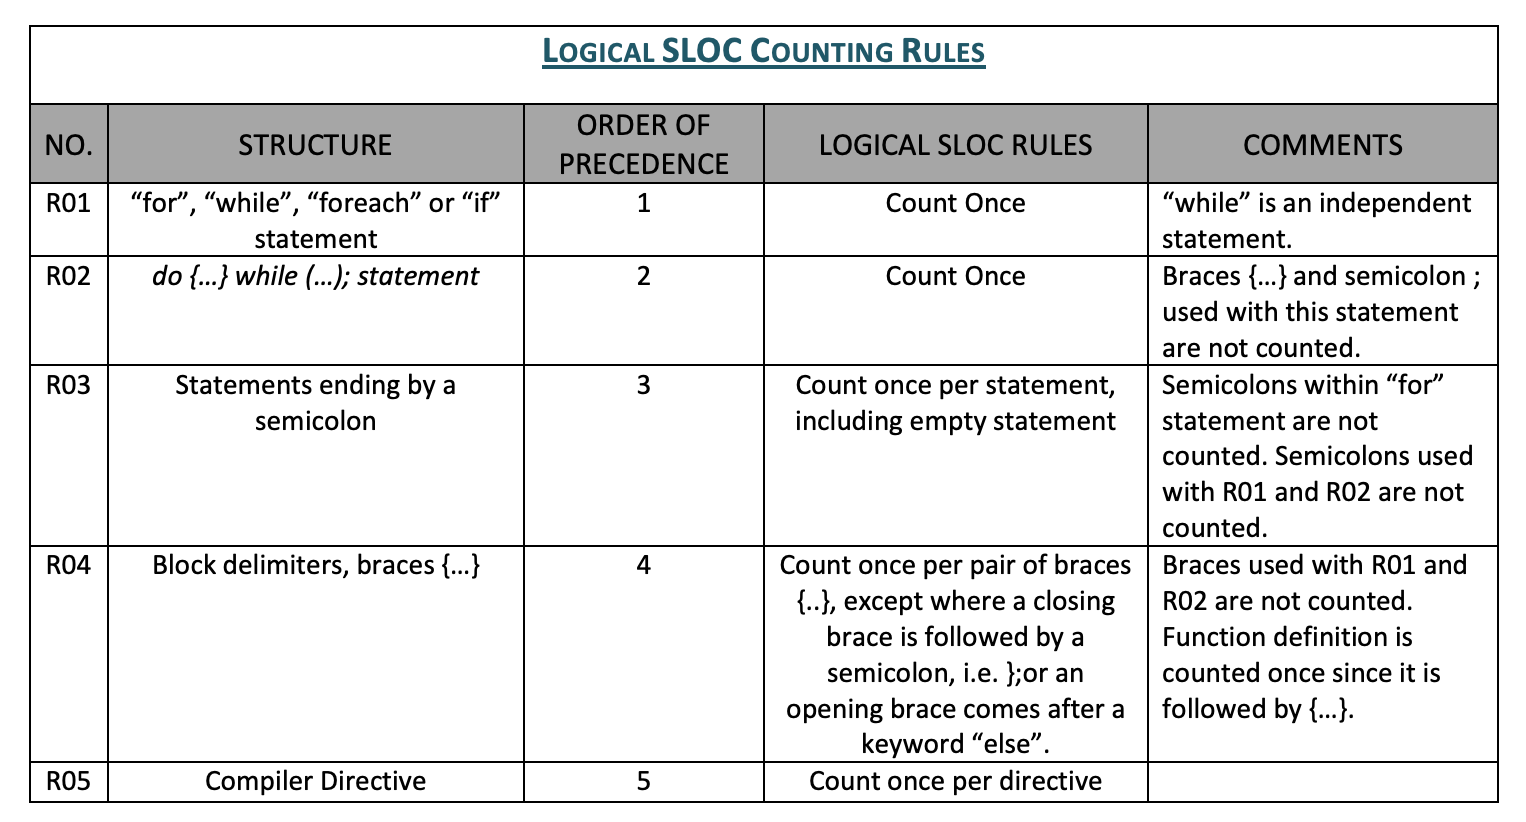 LOGICAL SLOC COUNTING RULES
NO.
STRUCTURE
ORDER OF
PRECEDENCE
LOGICAL SLOC RULES
COMMENTS
R01
“for”, “while”, “foreach” or “if”
statement
1
Count Once
“while” is an independent
statement.
R02
do {…} while (…); statement
2
Count Once
Braces {…} and semicolon ;
used with this statement
are not counted.
R03
Statements ending by a
semicolon
3
Count once per statement,
including empty statement
Semicolons within “for”
statement are not
counted. Semicolons used
with R01 and R02 are not
counted.
R04
Block delimiters, braces {…}
4
Count once per pair of braces
{..}, except where a closing
brace is followed by a
semicolon, i.e. };or an
opening brace comes after a
keyword “else”.
Braces used with R01 and
R02 are not counted.
Function definition is
counted once since it is
followed by {…}.
R05
Compiler Directive
5
Count once per directive